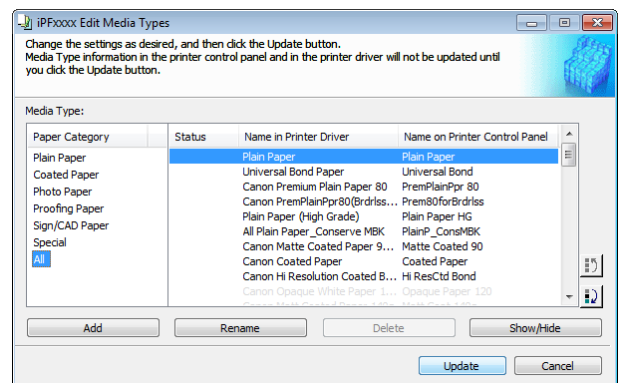 iPFxxxx Edit Media Types
Change the settings as desired, and then click the Update button.
Media Type information in the printer control panel and in the printer driver will not be updated until
you click the Update button.
Media Type:
Paper Category Status Name in Printer Driver Name on Printer Control Panel
Plain Paper
Coated Paper
Photo Paper
Proofing Paper
Sign/CAD Paper
Special
All
Plain Paper Plain Paper
Universal Bond Paper Universal Bond
Canon Premium Plain Paper 80 PremPlainPpr 80
Canon PremPlainPpr80(Brdrlss... Prem80forBrdrlss
Plain Paper (High Grade) Plain Paper HG
All Plain Paper_Conserve MBK PlainP_ConsMBK
Canon Matte Coated Paper 9... Matte Coated 90
Canon Coated Paper Coated Paper
Canon Hi Resolution Coated B... Hi ResCtd Bond
Canon Opaque White Paper 1... Opaque Paper 120
Add Rename Delete Show/Hide
Update Cancel